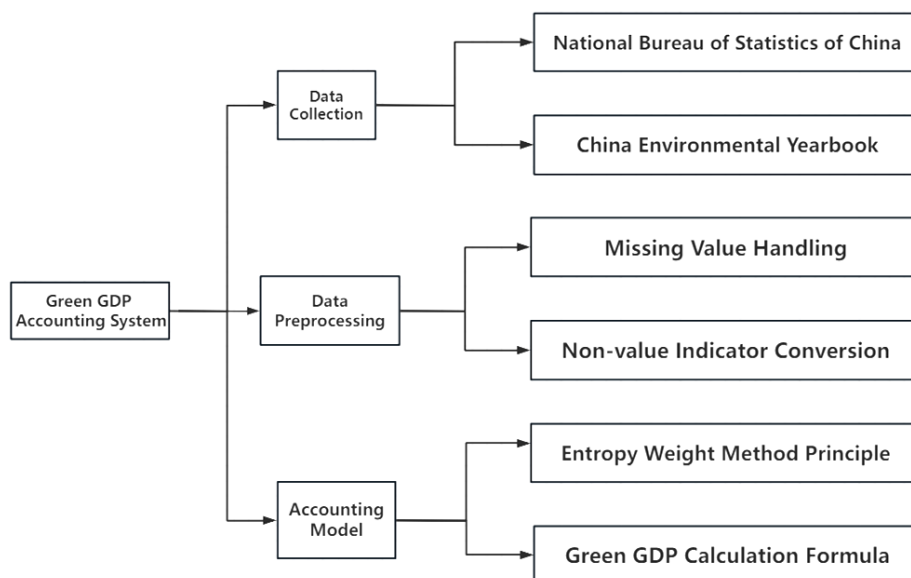 National Bureau of Statistics of China
Data
Collection
China Environmental Yearbook
Missing Value Handling
Green GDP
Accounting System
Data
Preprocessing
Non-value Indicator Conversion
Entropy Weight Method Principle
Accounting
Model
Green GDP Calculation Formula